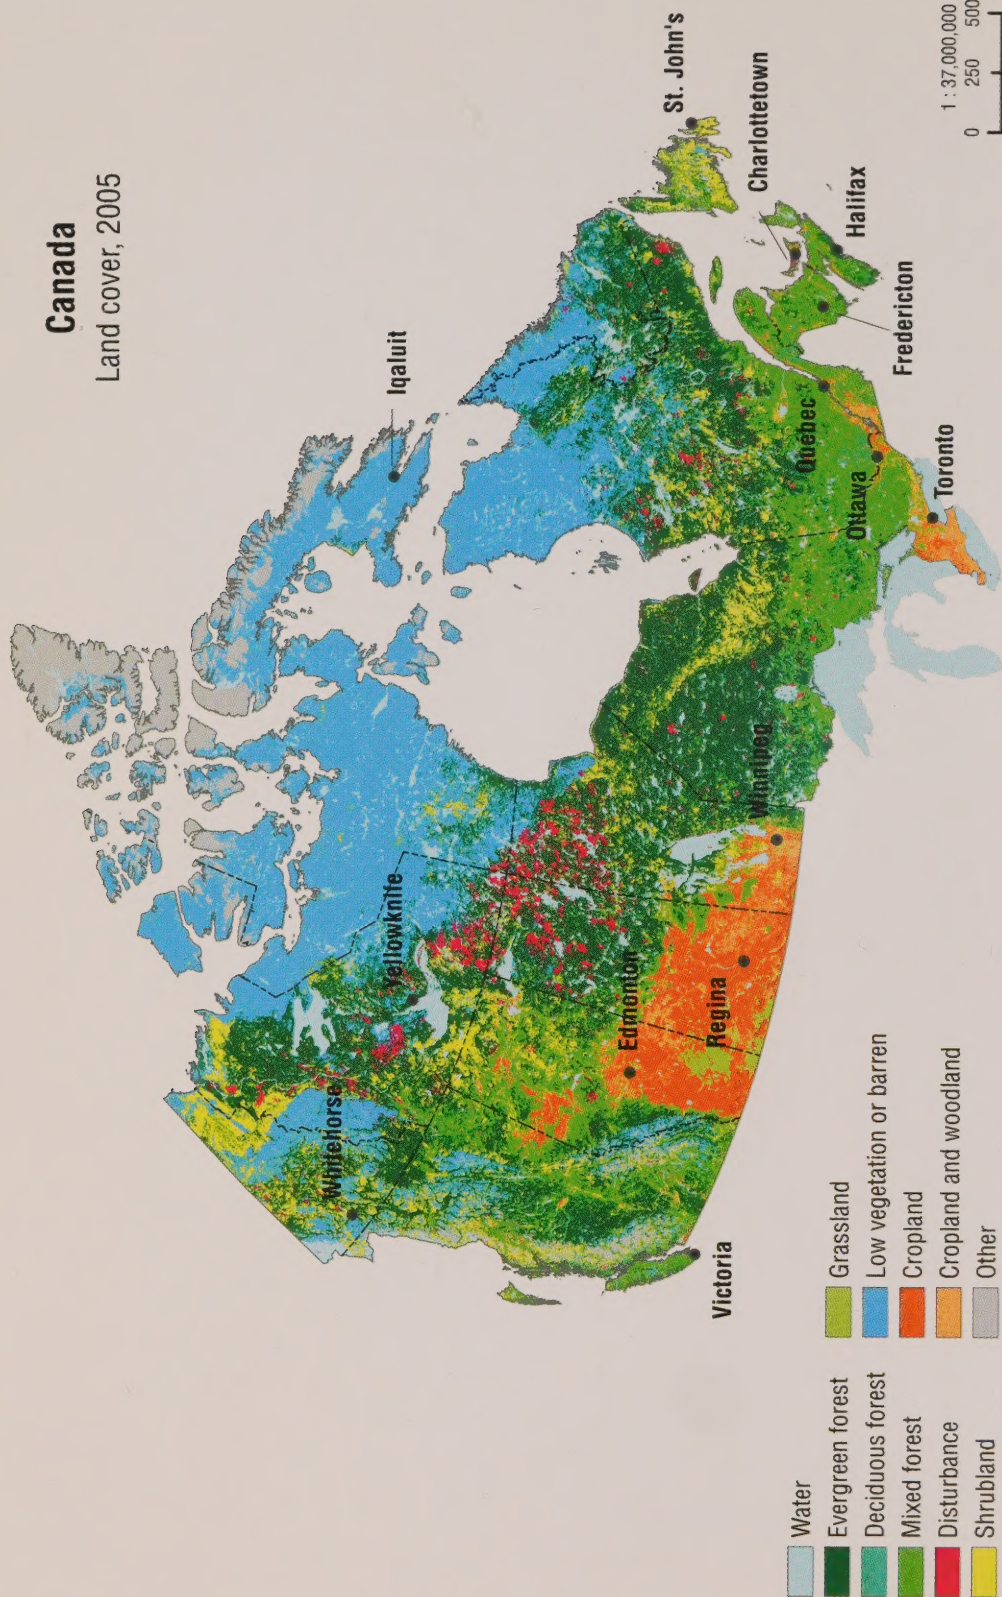 Canada
Land cover, 2005
Iqaluit
Whitehorse
Yellowknife
St. John's
Charlottetown
Halifax
Fredericton
Québec
Ottawa
Toronto
Winnipeg
Regina
Edmonton
Victoria
Water
Evergreen forest
Deciduous forest
Mixed forest
Disturbance
Shrubland
Grassland
Low vegetation or barren
Cropland
Cropland and woodland
Other
1 : 37,000,000
0 250 500